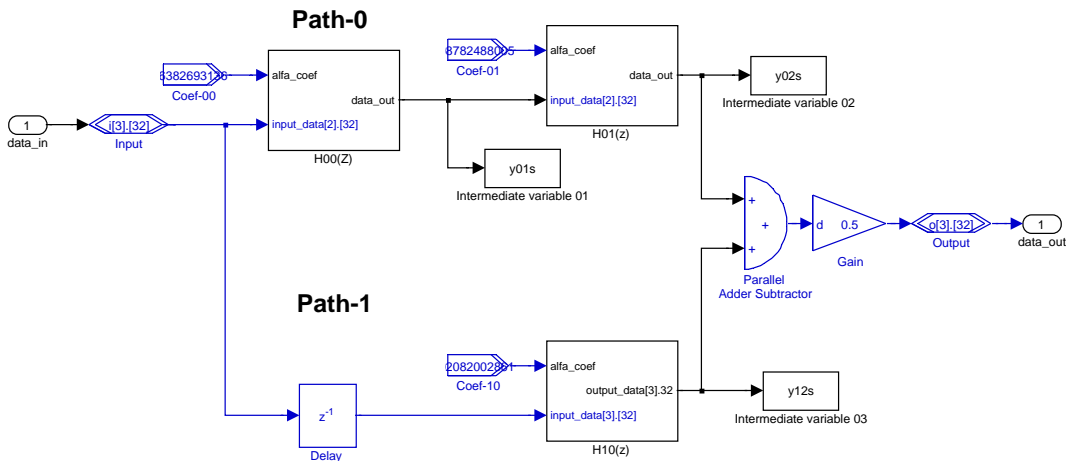 Path-0
8782488005
alfa_coef
Coef-01
data_out
input_data[2].[32]
H01(z)
y02s
Intermediate variable 02
alfa_coef
Coef-00
data_out
input_data[2].[32]
H00(Z)
1
data_in
i[3].[32]
Input
y01s
Intermediate variable 01
+
+
+
Parallel
Adder Subtractor
d 0.5
Gain
o[3].[32]
Output
1
data_out
Path-1
alfa_coef
Coef-10
output_data[3].32
input_data[3].[32]
H10(z)
z-1
Delay
y12s
Intermediate variable 03